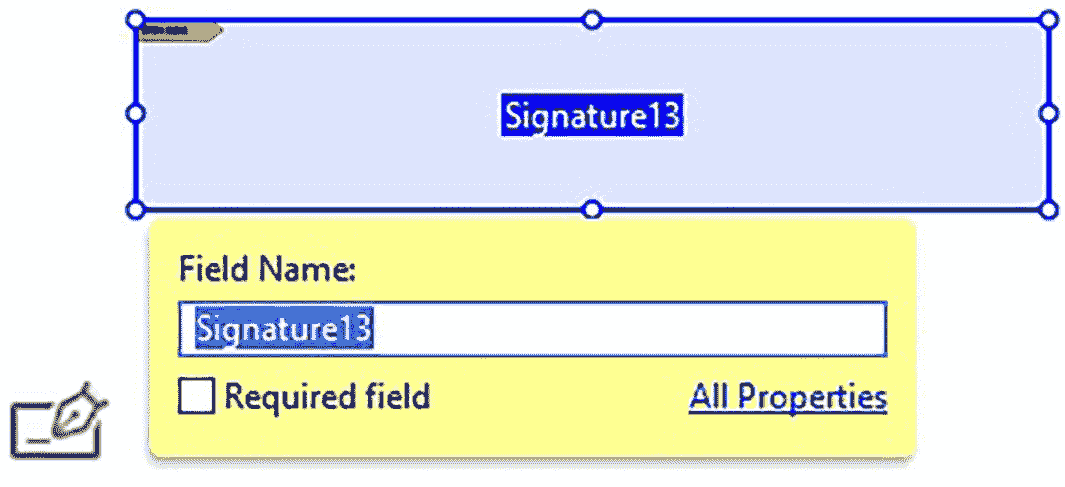 Signature13
Field Name:
Signature13
Required field
All Properties